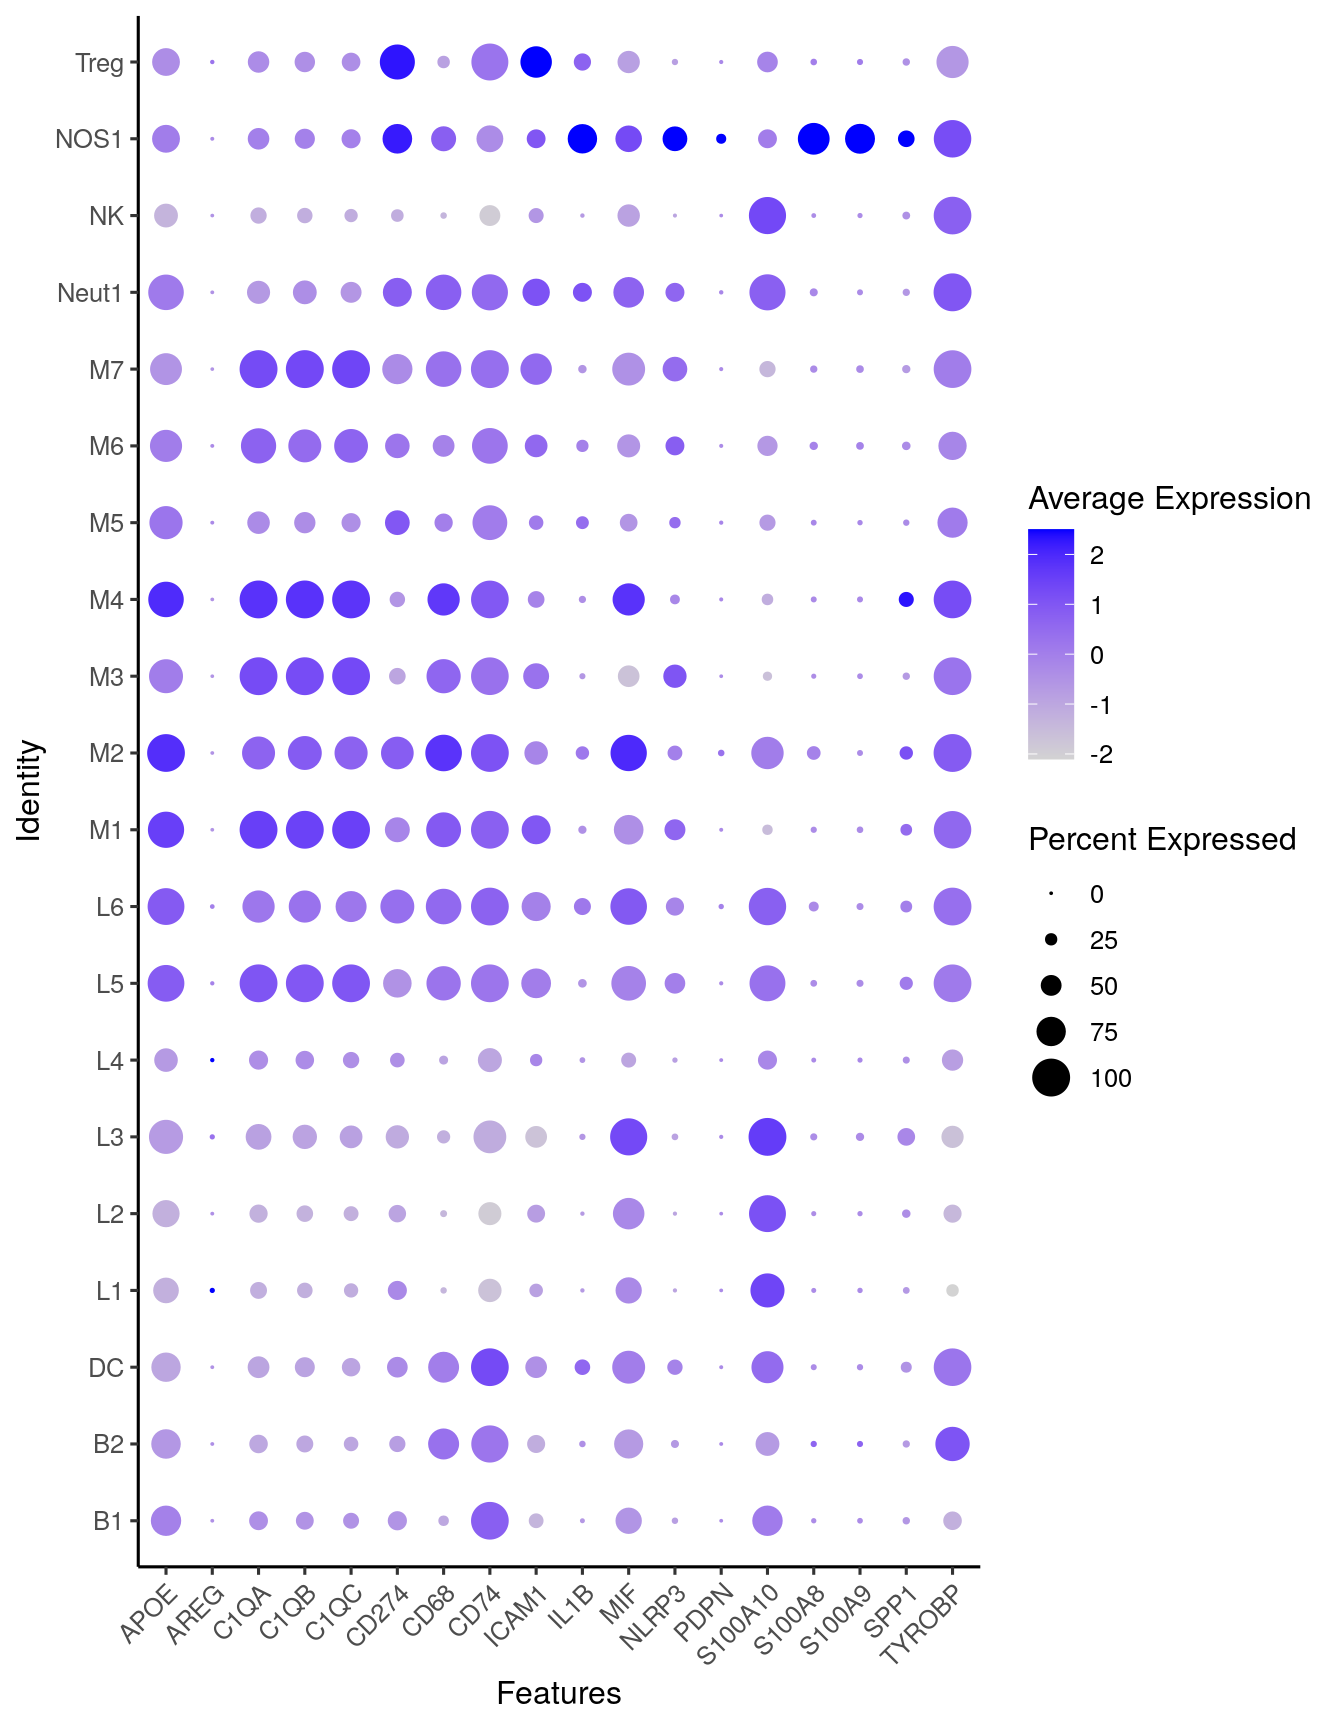 Treg
NOS1
NK
Neut1
M7
M6
M5
M4
M3
M2
M1
L6
L5
L4
L3
L2
L1
DC
B2
B1
Identity
APOE
AREG
C1QA
C1QB
C1QC
CD274
CD68
CD74
ICAM1
IL1B
MIF
NLRP3
PDPN
S100A10
S100A8
S100A9
SPP1
TYROBP
Features
Average Expression
2
1
0
-1
-2
Percent Expressed
0
25
50
75
100